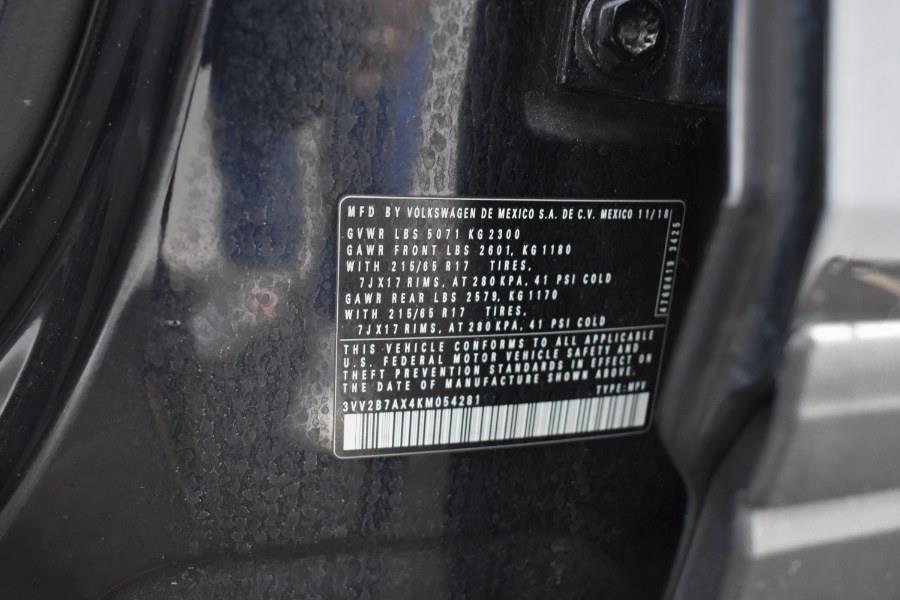 MFD BY VOLKSWAGEN DE MEXICO S.A. DE C.V. MEXICO 11/18
GVWR LBS 5071 KG 2300
GAWR FRONT LBS 2601, KG 1180
WITH 215/65 R17 TIRES,
7JX17 RIMS, AT 280 KPA, 41 PSI COLD
GAWR REAR LBS 2579, KG 1170
WITH 215/65 R17 TIRES,
7JX17 RIMS, AT 280 KPA, 41 PSI COLD
THIS VEHICLE CONFORMS TO ALL APPLICABLE
U.S. FEDERAL MOTOR VEHICLE SAFETY AND
THEFT PREVENTION STANDARDS IN EFFECT ON
THE DATE OF MANUFACTURE SHOWN ABOVE.
3VV2B7AX4KM054281 TYPE: MPV